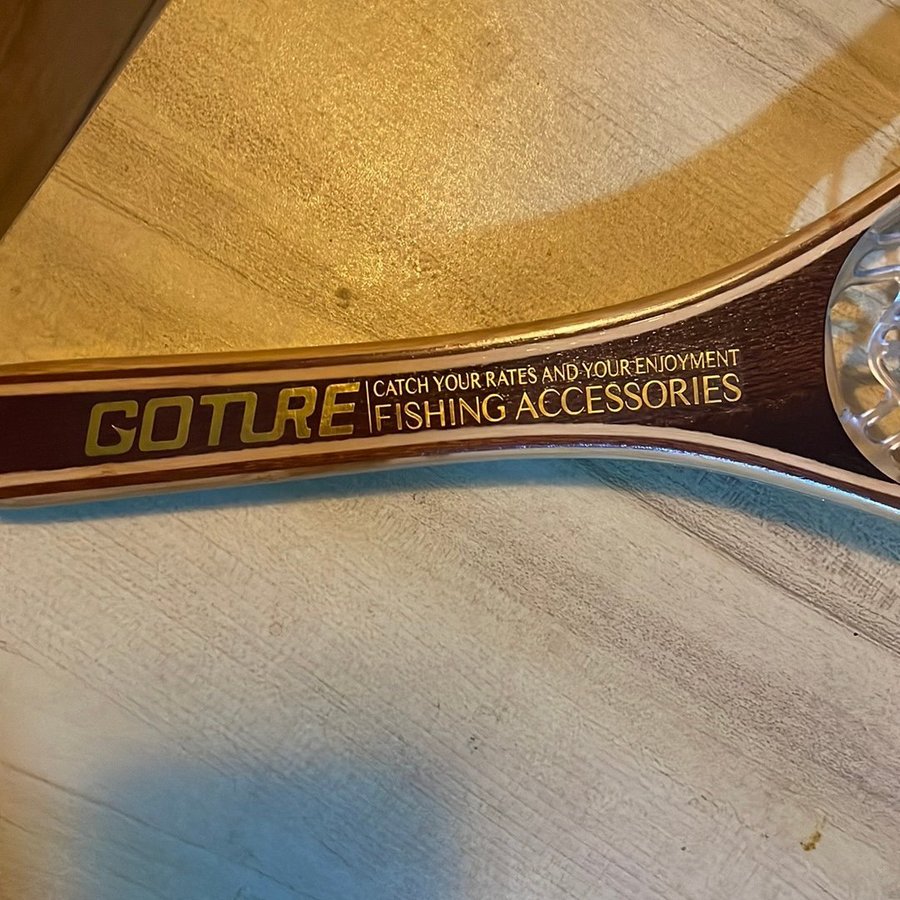 GOTURE
CATCH YOUR RATES AND YOUR ENJOYMENT
FISHING ACCESSORIES